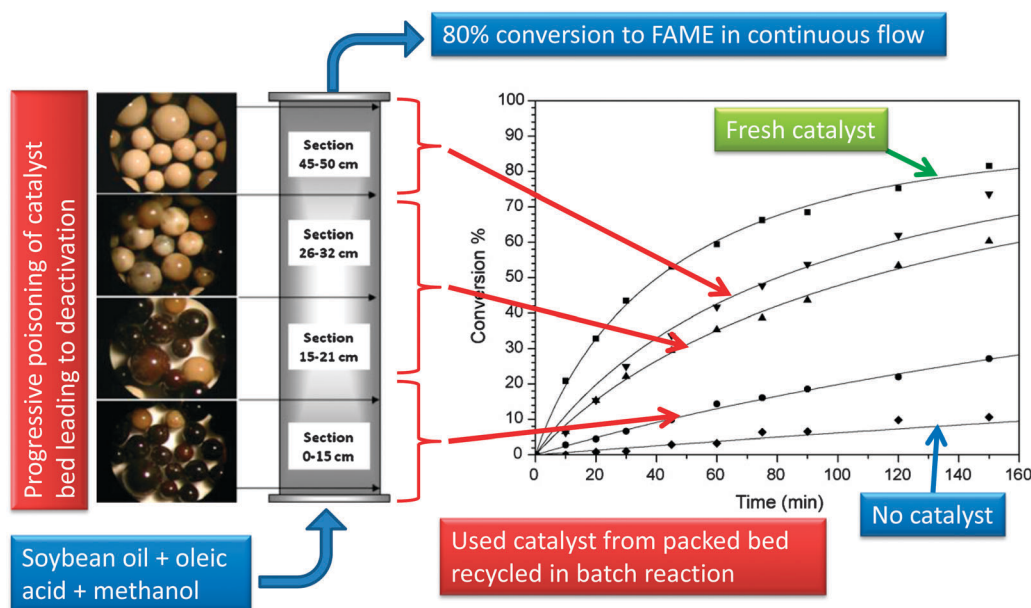 80% conversion to FAME in continuous flow
Progressive poisoning of catalyst
bed leading to deactivation
Section
45-50 cm
Section
26-32 cm
Section
15-21 cm
Section
0-15 cm
Soybean oil + oleic
acid + methanol
Conversion %
100
90
80
70
60
50
40
30
20
10
0
0
20
40
60
80
100
120
140
160
Time (min)
Fresh catalyst
No catalyst
Used catalyst from packed bed
recycled in batch reaction